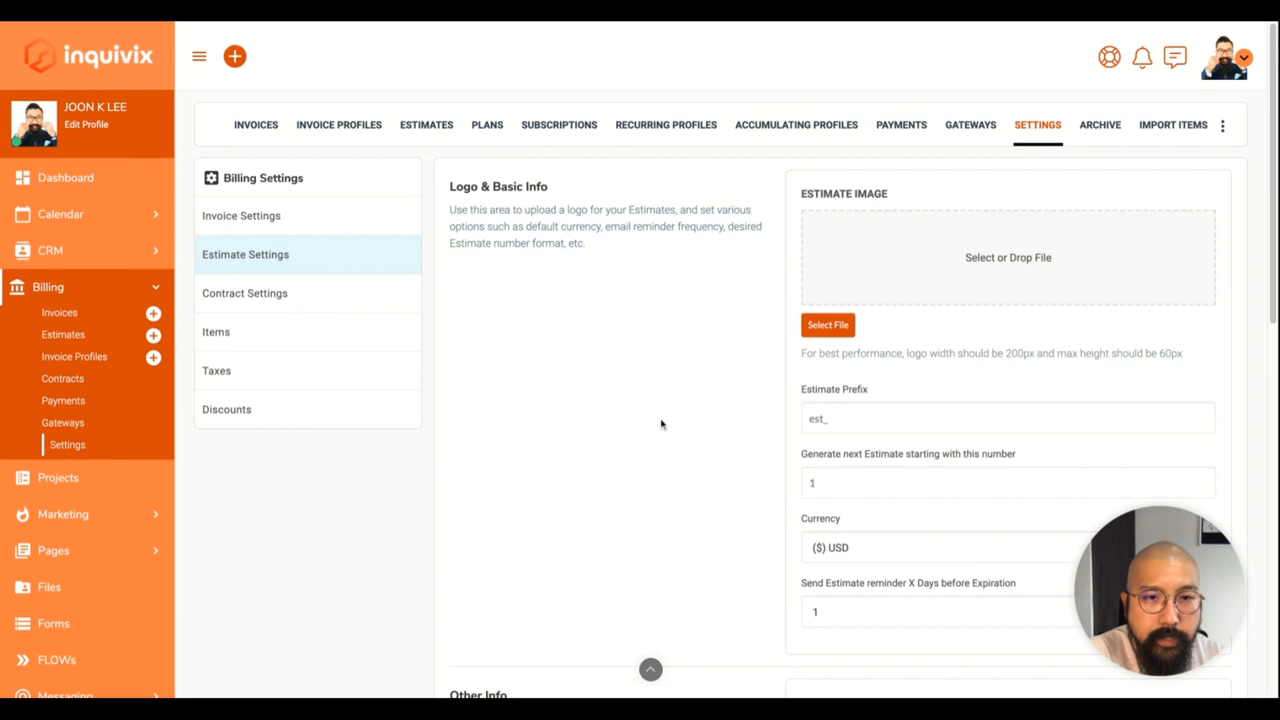 inquivix
JOON K LEE
Edit Profile
Dashboard
Calendar
CRM
Billing
Invoices
Estimates
Invoice Profiles
Contracts
Payments
Gateways
Settings
Projects
Marketing
Pages
Files
Forms
FLOWs
Messaging
INVOICES INVOICE PROFILES ESTIMATES PLANS SUBSCRIPTIONS RECURRING PROFILES ACCUMULATING PROFILES PAYMENTS GATEWAYS SETTINGS ARCHIVE IMPORT ITEMS
Billing Settings
Invoice Settings
Estimate Settings
Contract Settings
Items
Taxes
Discounts
Logo & Basic Info
Use this area to upload a logo for your Estimates, and set various
options such as default currency, email reminder frequency, desired
Estimate number format, etc.
ESTIMATE IMAGE
Select or Drop File
Select File
For best performance, logo width should be 200px and max height should be 60px
Estimate Prefix
est_
Generate next Estimate starting with this number
1
Currency
($) USD
Send Estimate reminder X Days before Expiration
1
Other Info